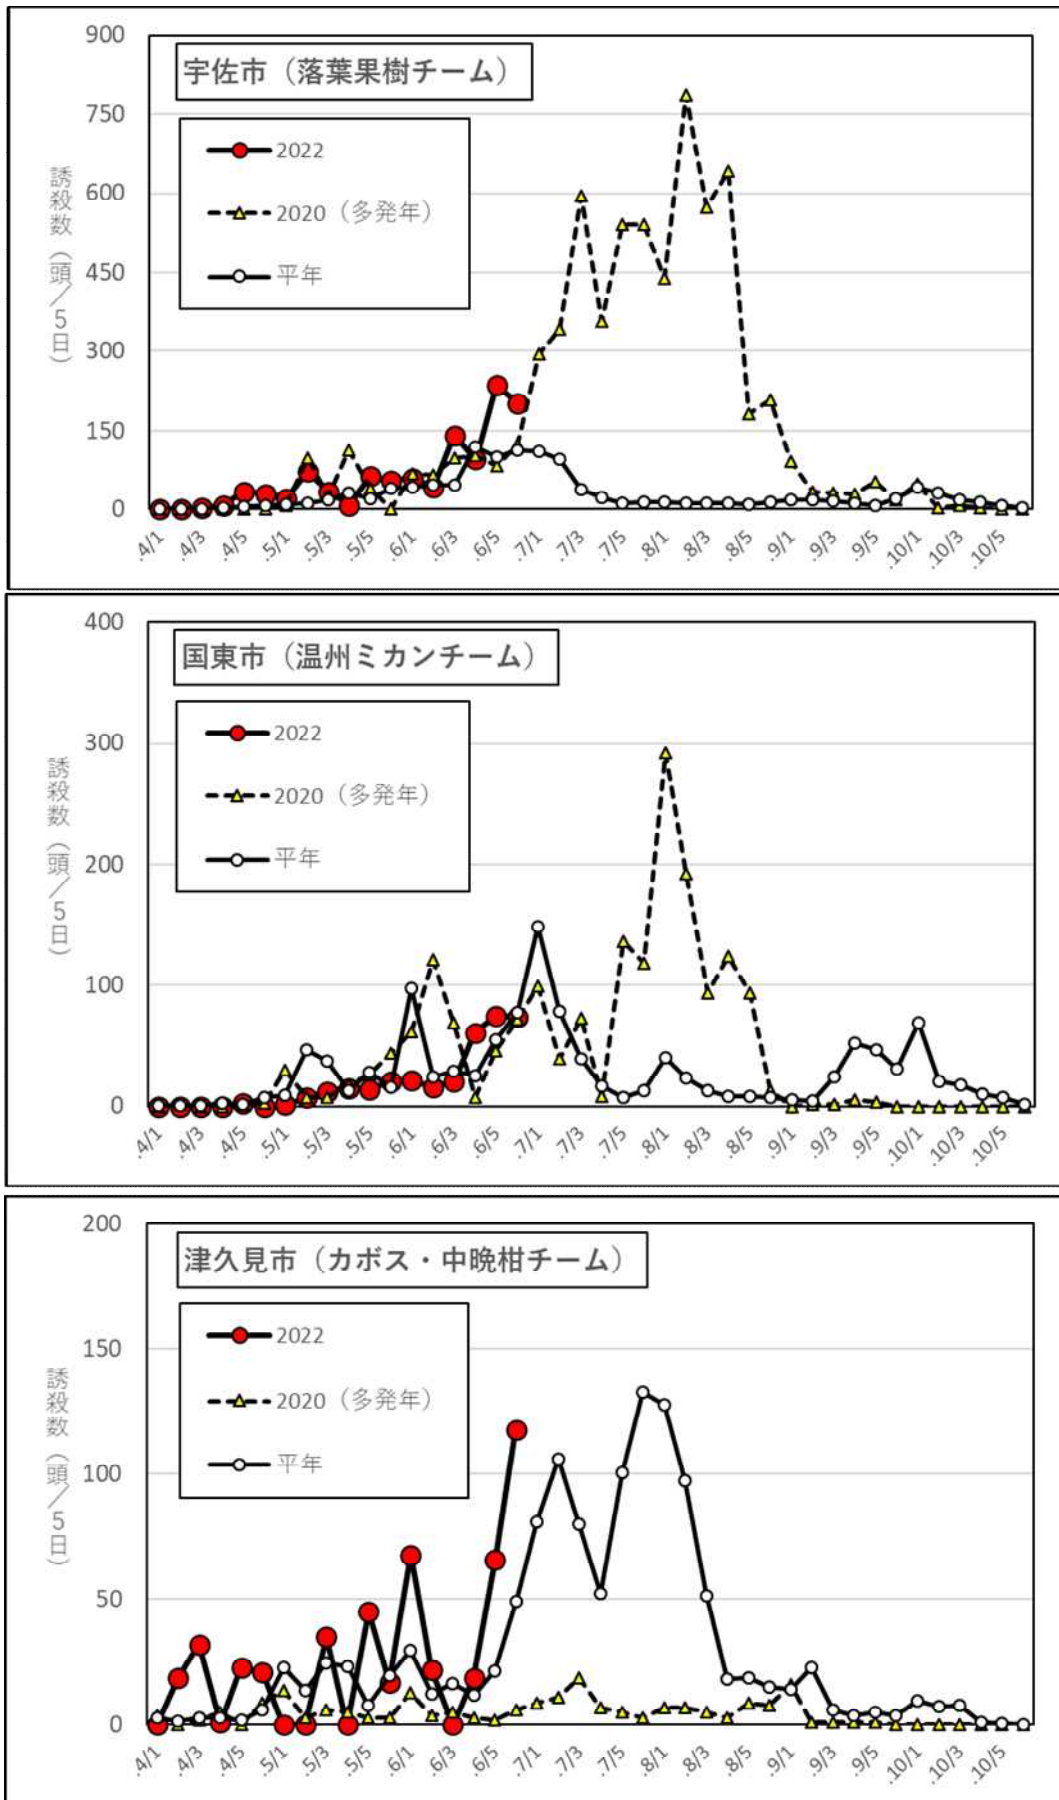 900
750
600
450
300
150
0
誘殺数（頭／5日）
宇佐市（落葉果樹チーム）
2022
2020（多発年）
平年
.4/1 .4/3 .4/5 .5/1 .5/3 .5/5 .6/1 .6/3 .6/5 .7/1 .7/3 .7/5 .8/1 .8/3 .8/5 .9/1 .9/3 .9/5 .10/1 .10/3 .10/5
400
300
200
100
0
誘殺数（頭／5日）
国東市（温州ミカンチーム）
2022
2020（多発年）
平年
.4/1 .4/3 .4/5 .5/1 .5/3 .5/5 .6/1 .6/3 .6/5 .7/1 .7/3 .7/5 .8/1 .8/3 .8/5 .9/1 .9/3 .9/5 .10/1 .10/3 .10/5
200
150
100
50
0
誘殺数（頭／5日）
津久見市（カボス・中晩柑チーム）
2022
2020（多発年）
平年
.4/1 .4/3 .4/5 .5/1 .5/3 .5/5 .6/1 .6/3 .6/5 .7/1 .7/3 .7/5 .8/1 .8/3 .8/5 .9/1 .9/3 .9/5 .10/1 .10/3 .10/5